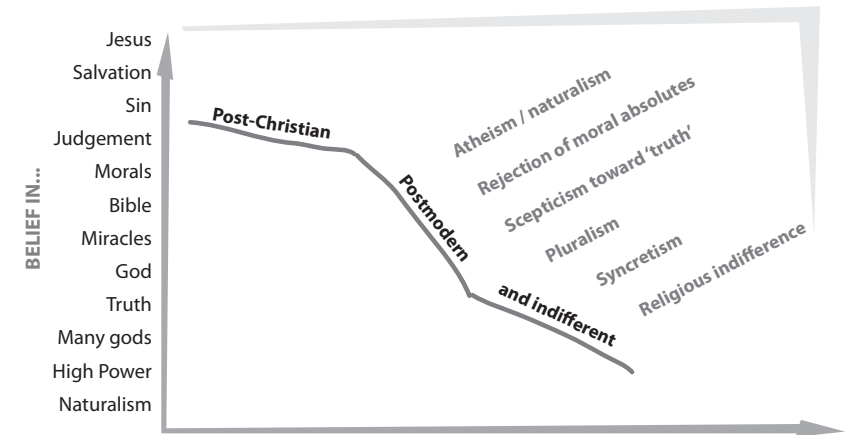 Jesus
Salvation
Sin
Judgement
Morals
Bible
Miracles
God
Truth
Many gods
High Power
Naturalism
BELIEF IN...
Post-Christian
Postmodern
and indifferent
Atheism / naturalism
Rejection of moral absolutes
Scepticism toward ‘truth’
Pluralism
Syncretism
Religious indifference